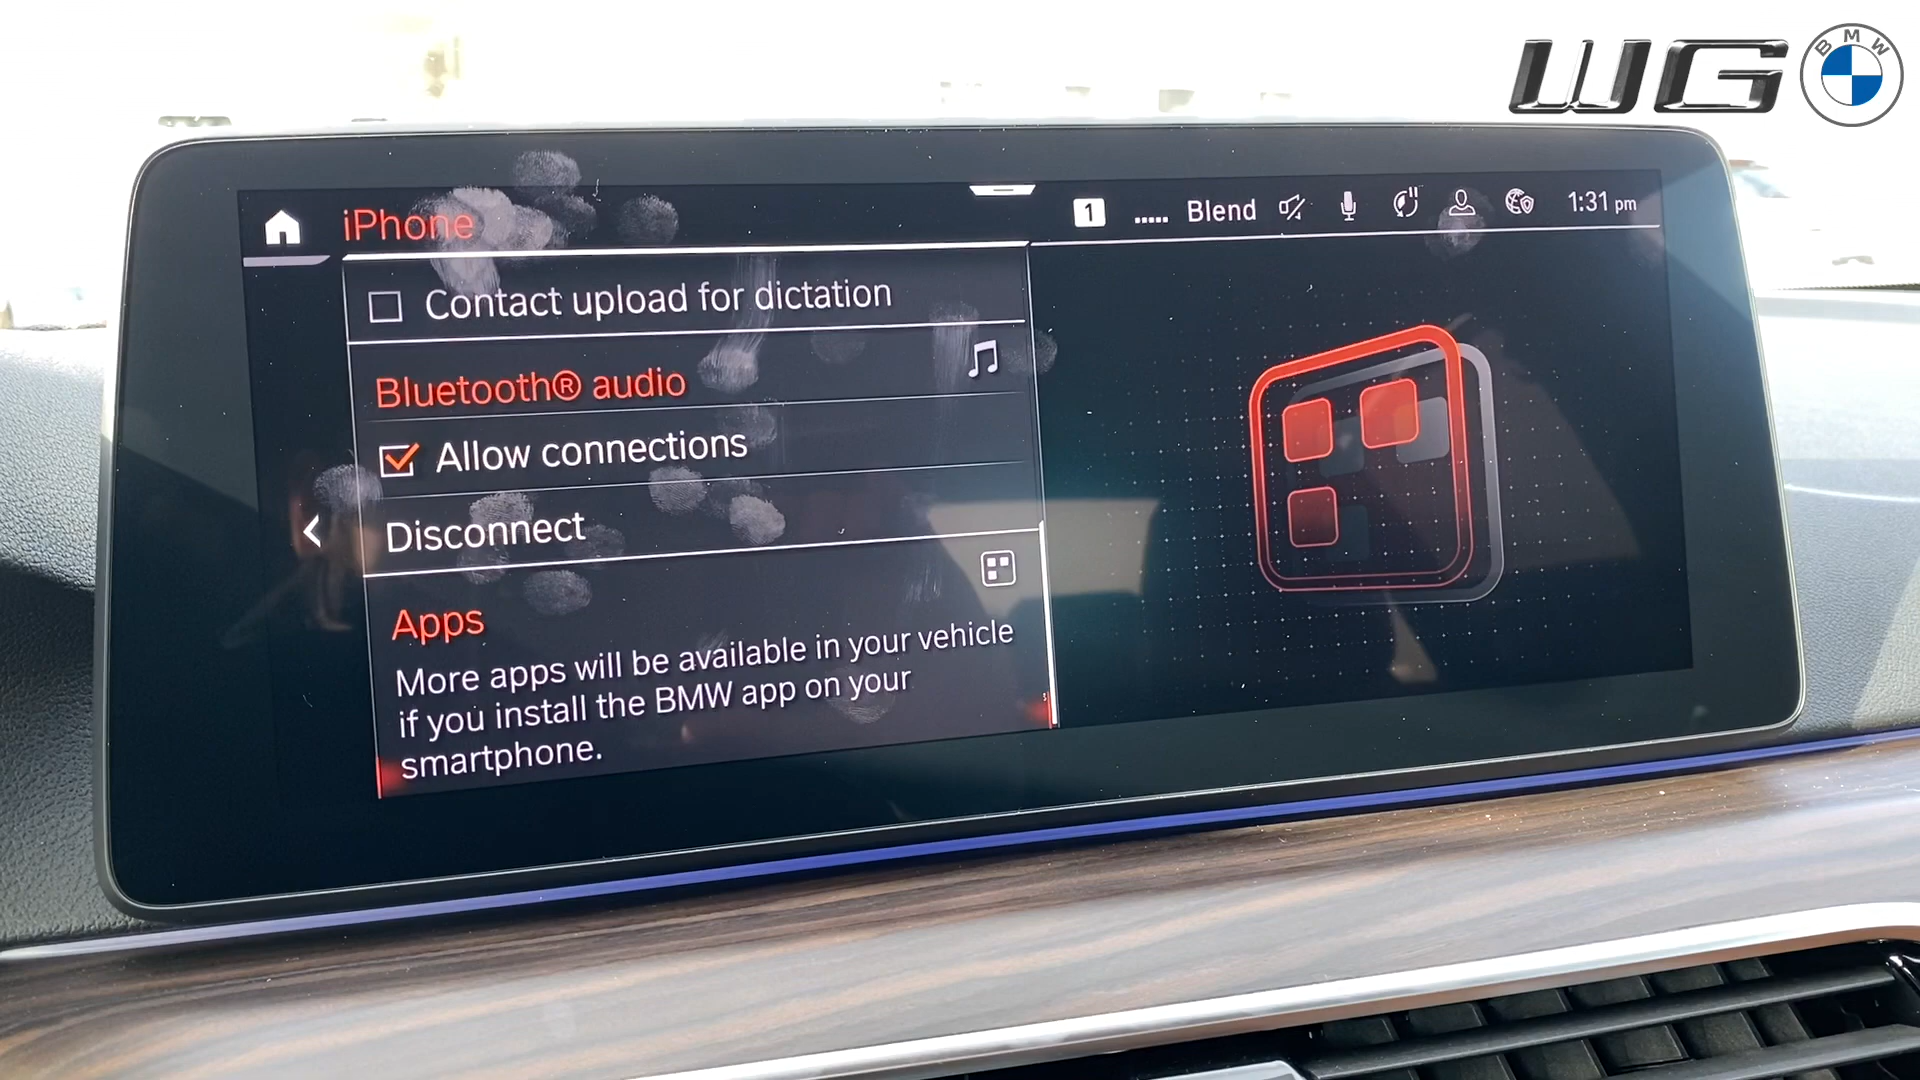 WG
BMW
iPhone
1 ..... Blend 1:31 pm
Contact upload for dictation
Bluetooth® audio
Allow connections
Disconnect
Apps
More apps will be available in your vehicle
if you install the BMW app on your
smartphone.